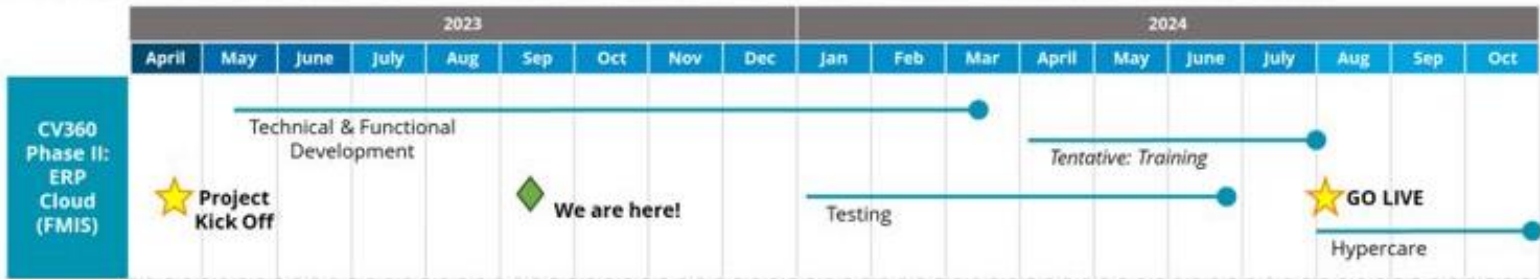 2023 2024
April May June July Aug Sep Oct Nov Dec Jan Feb Mar April May June July Aug Sep Oct
CV360
Phase II:
ERP
Cloud
(FMIS)
Technical & Functional
Development
Tentative: Training
Project
Kick Off
We are here!
Testing
GO LIVE
Hypercare